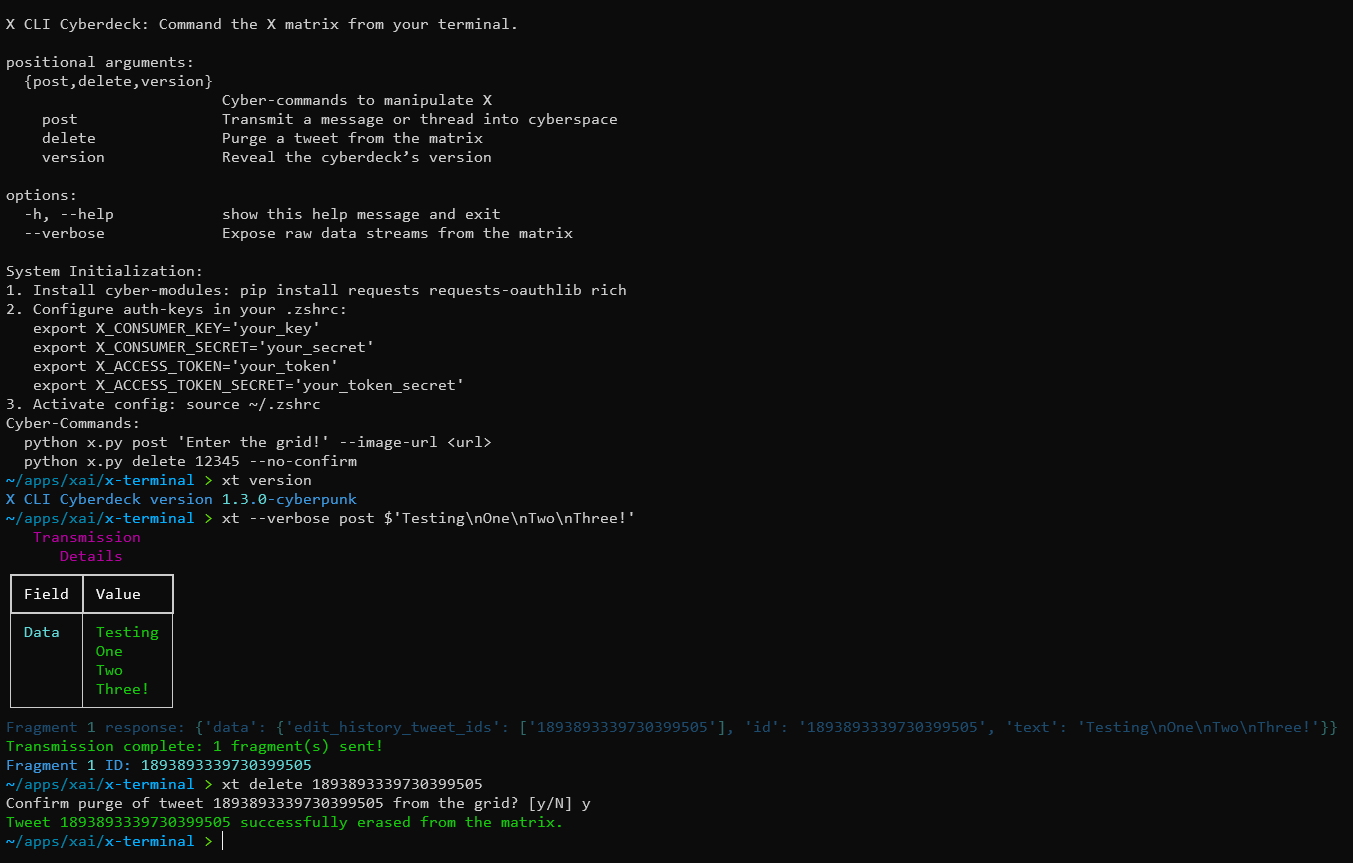 X CLI Cyberdeck: Command the X matrix from your terminal.
positional arguments:
{post,delete,version}
Cyber-commands to manipulate X
post Transmit a message or thread into cyberspace
delete Purge a tweet from the matrix
version Reveal the cyberdeck’s version
options:
-h, --help show this help message and exit
--verbose Expose raw data streams from the matrix
System Initialization:
1. Install cyber-modules: pip install requests requests-oauthlib rich
2. Configure auth-keys in your .zshrc:
export X_CONSUMER_KEY='your_key'
export X_CONSUMER_SECRET='your_secret'
export X_ACCESS_TOKEN='your_token'
export X_ACCESS_TOKEN_SECRET='your_token_secret'
3. Activate config: source ~/.zshrc
Cyber-Commands:
python x.py post 'Enter the grid!' --image-url <url>
python x.py delete 12345 --no-confirm
~/apps/xai/x-terminal > xt version
X CLI Cyberdeck version 1.3.0-cyberpunk
~/apps/xai/x-terminal > xt --verbose post $'Testing\nOne\nTwo\nThree!'
Transmission
Details
Field Value
Data Testing
One
Two
Three!
Fragment 1 response: {'data': {'edit_history_tweet_ids': ['1893893339730399505'], 'id': '1893893339730399505', 'text': 'Testing\nOne\nTwo\nThree!'}}
Transmission complete: 1 fragment(s) sent!
Fragment 1 ID: 1893893339730399505
~/apps/xai/x-terminal > xt delete 1893893339730399505
Confirm purge of tweet 1893893339730399505 from the grid? [y/N] y
Tweet 1893893339730399505 successfully erased from the matrix.
~/apps/xai/x-terminal >